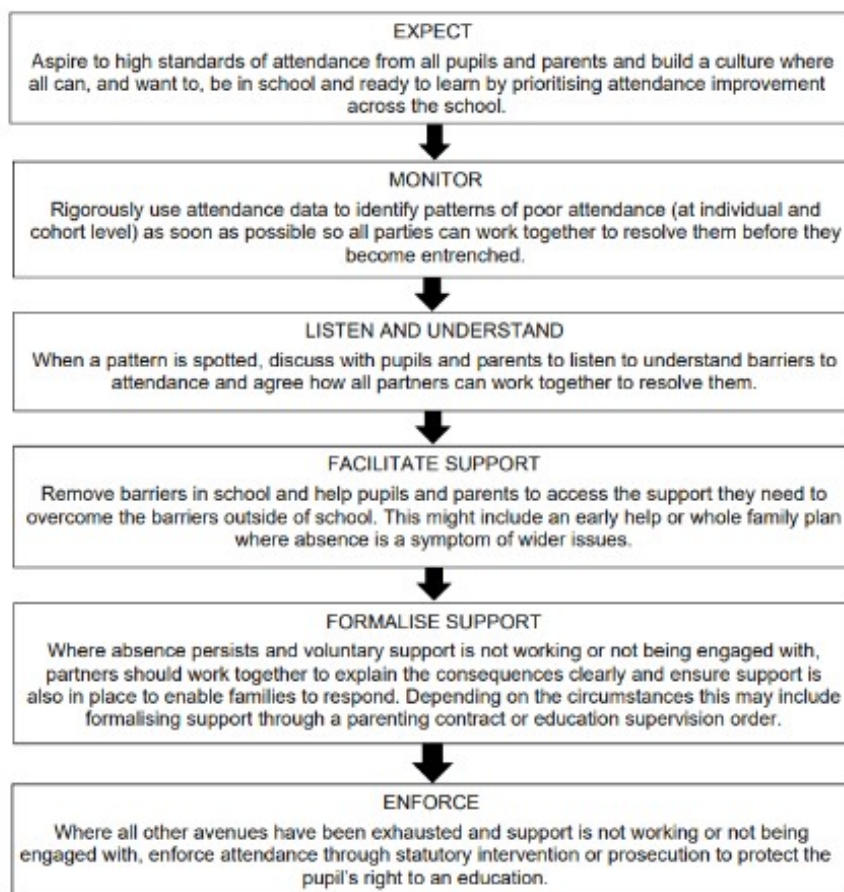 EXPECT
Aspire to high standards of attendance from all pupils and parents and build a culture where
all can, and want to, be in school and ready to learn by prioritising attendance improvement
across the school.
MONITOR
Rigorously use attendance data to identify patterns of poor attendance (at individual and
cohort level) as soon as possible so all parties can work together to resolve them before they
become entrenched.
LISTEN AND UNDERSTAND
When a pattern is spotted, discuss with pupils and parents to listen to understand barriers to
attendance and agree how all partners can work together to resolve them.
FACILITATE SUPPORT
Remove barriers in school and help pupils and parents to access the support they need to
overcome the barriers outside of school. This might include an early help or whole family plan
where absence is a symptom of wider issues.
FORMALISE SUPPORT
Where absence persists and voluntary support is not working or not being engaged with,
partners should work together to explain the consequences clearly and ensure support is
also in place to enable families to respond. Depending on the circumstances this may include
formalising support through a parenting contract or education supervision order.
ENFORCE
Where all other avenues have been exhausted and support is not working or not being
engaged with, enforce attendance through statutory intervention or prosecution to protect the
pupil's right to an education.